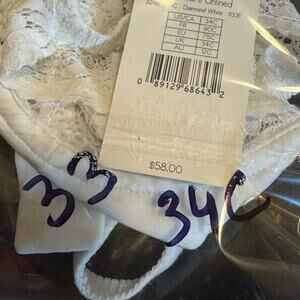 Unlined
Diamond White 833E
US/CA 34C
FR 90C
EU 75C
UK 34C
AU 12C
0 89129 68643 2
$58.00
33
34C